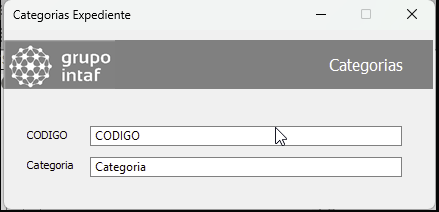 Categorias Expediente
grupo
intaf
Categorias
CODIGO CODIGO
Categoria Categoria